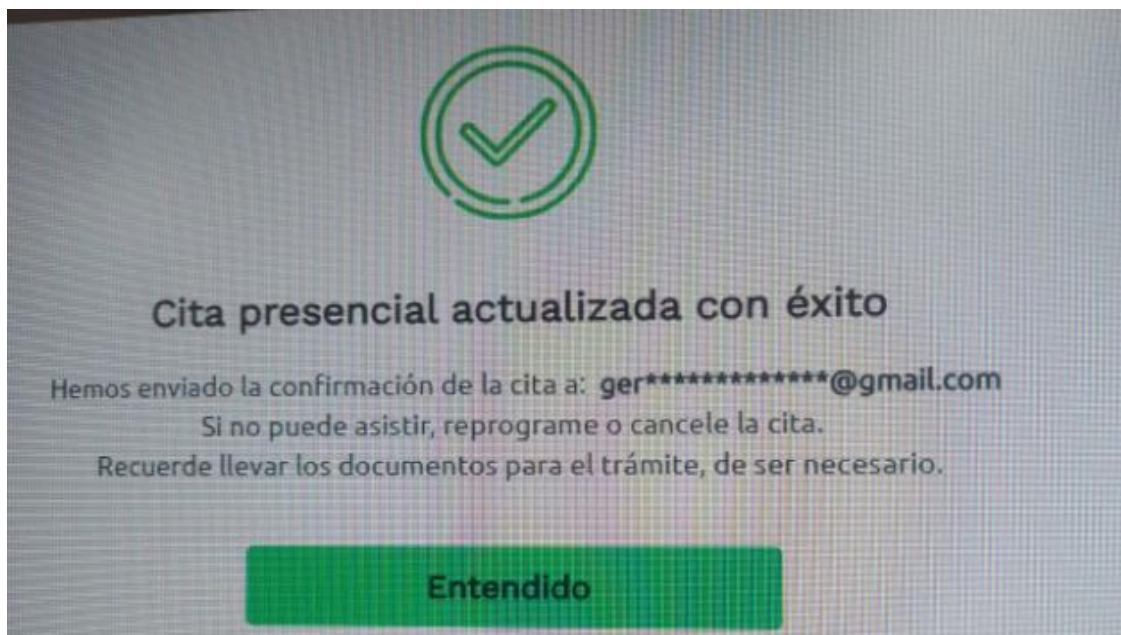 Cita presencial actualizada con éxito
Hemos enviado la confirmación de la cita a: ger*************@gmail.com
Si no puede asistir, reprograme o cancele la cita.
Recuerde llevar los documentos para el trámite, de ser necesario.
Entendido